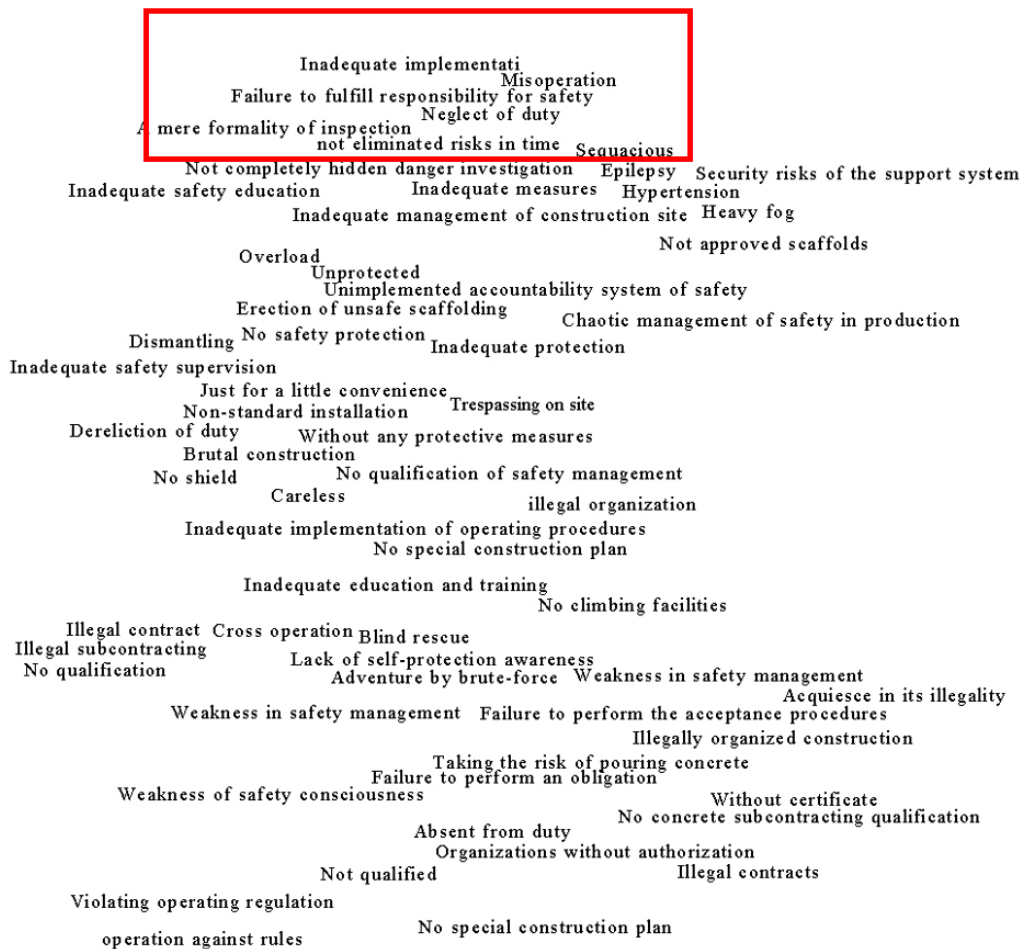 Inadequate implementati
Misoperation
Failure to fulfill responsibility for safety
Neglect of duty
A mere formality of inspection
not eliminated risks in time
Sequacious
Not completely hidden danger investigation
Epilepsy
Security risks of the support system
Inadequate safety education
Inadequate measures
Hypertension
Inadequate management of construction site
Heavy fog
Not approved scaffolds
Overload
Unprotected
Unimplemented accountability system of safety
Erection of unsafe scaffolding
Chaotic management of safety in production
Dismantling
No safety protection
Inadequate protection
Inadequate safety supervision
Just for a little convenience
Trespassing on site
Non-standard installation
Dereliction of duty
Without any protective measures
Brutal construction
No shield
No qualification of safety management
Careless
illegal organization
Inadequate implementation of operating procedures
No special construction plan
Inadequate education and training
No climbing facilities
Illegal contract
Cross operation
Blind rescue
Illegal subcontracting
Lack of self-protection awareness
No qualification
Adventure by brute-force
Weakness in safety management
Acquiesce in its illegality
Weakness in safety management
Failure to perform the acceptance procedures
Illegally organized construction
Taking the risk of pouring concrete
Failure to perform an obligation
Weakness of safety consciousness
Without certificate
No concrete subcontracting qualification
Absent from duty
Organizations without authorization
Not qualified
Illegal contracts
Violating operating regulation
No special construction plan
operation against rules